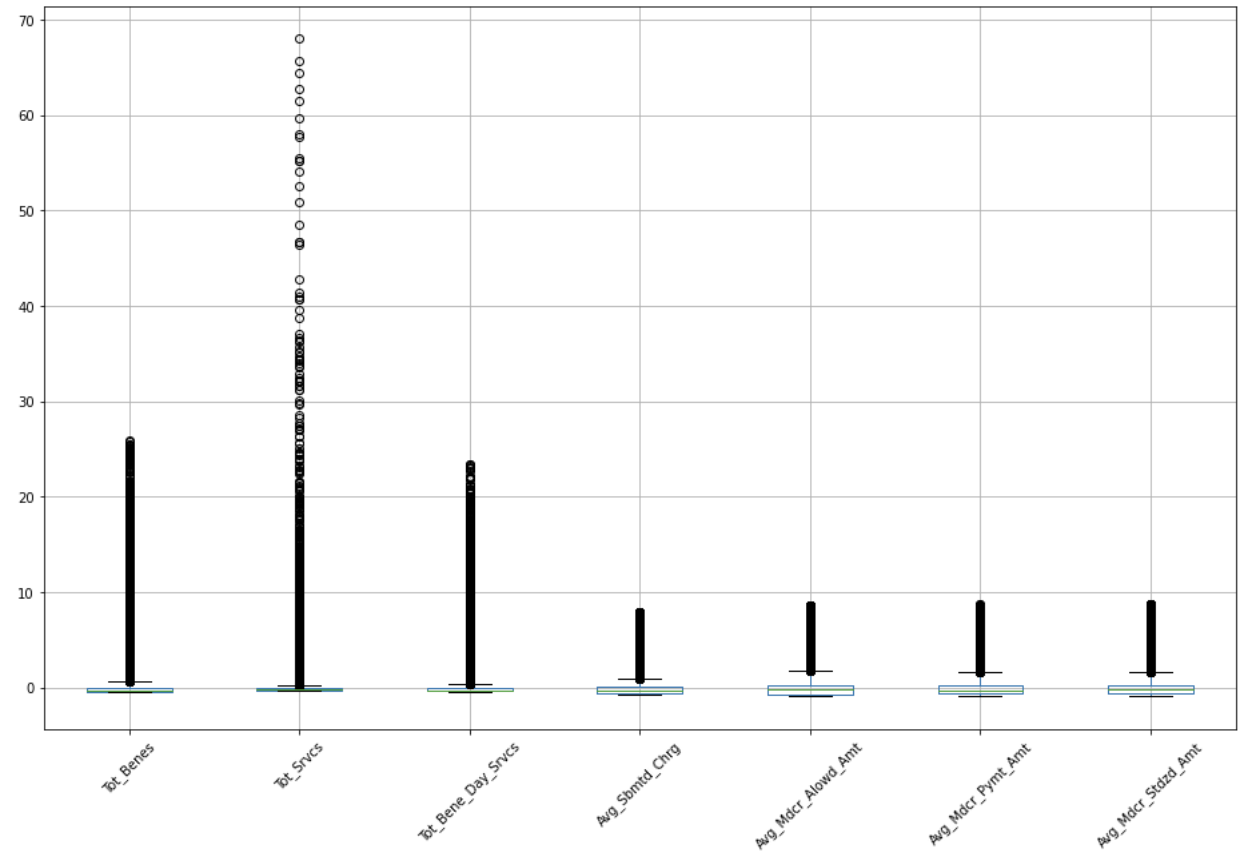 70
60
50
40
30
20
10
0
Tot_Benes
Tot_Srvcs
Tot_Bene_Day_Srvcs
Avg_Sbmtd_Chrg
Avg_Mdcr_Alowd_Amt
Avg_Mdcr_Pymt_Amt
Avg_Mdcr_Stdzd_Amt